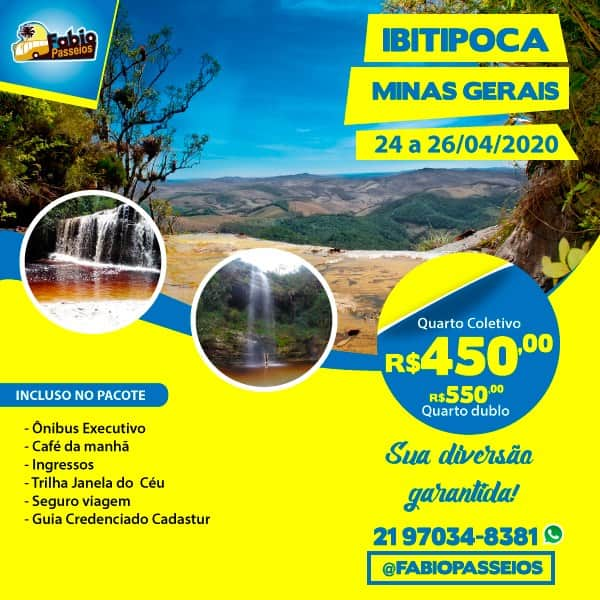 Fabio
Passeios
IBITIPOCA
MINAS GERAIS
24 a 26/04/2020
Quarto Coletivo
R$450,00
R$550,00
Quarto dublo
INCLUSO NO PACOTE
- Ônibus Executivo
- Café da manhã
- Ingressos
- Trilha Janela do Céu
- Seguro viagem
- Guia Credenciado Cadastur
Sua diversão
garantida!
21 97034-8381
@FABIOPASSEIOS